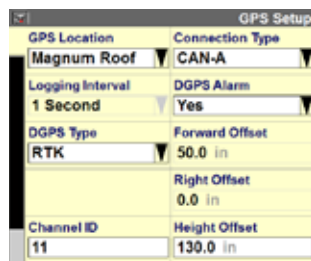 GPS Setup
GPS Location Connection Type
Magnum Roof CAN-A
Logging Interval DGPS Alarm
1 Second Yes
DGPS Type Forward Offset
RTK 50.0 in
Right Offset
0.0 in
Channel ID Height Offset
11 130.0 in